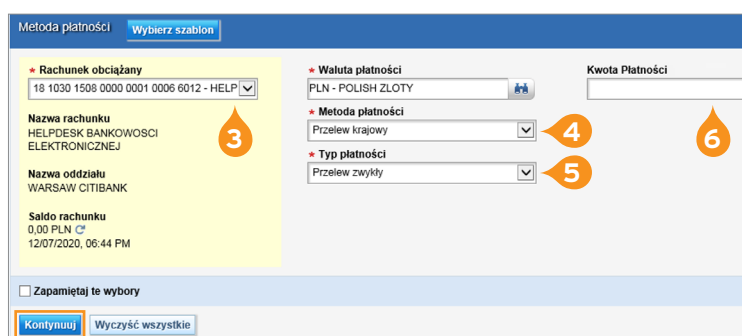 Metoda płatności
Wybierz szablon
* Rachunek obciążany
18 1030 1508 0000 0001 0006 6012 - HELP
3
Nazwa rachunku
HELPDESK BANKOWOSCI
ELEKTRONICZNEJ
Nazwa oddziału
WARSAW CITIBANK
Saldo rachunku
0,00 PLN
12/07/2020, 06:44 PM
* Waluta płatności
PLN - POLISH ZLOTY
* Metoda płatności
Przelew krajowy
4
* Typ płatności
Przelew zwykły
5
Kwota Płatności
6
Zapamiętaj te wybory
Kontynuuj
Wyczyść wszystkie